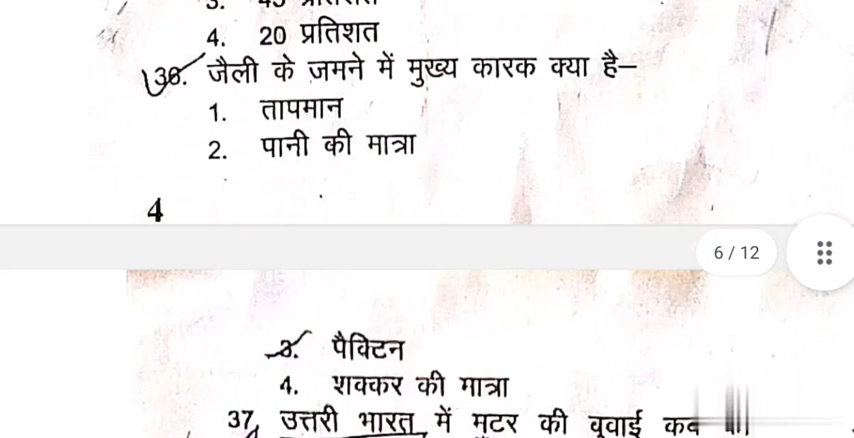 4. 20 प्रतिशत
36. जैली के जमने में मुख्य कारक क्या है–
1. तापमान
2. पानी की मात्रा
4
6 / 12
3. पैक्टिन
4. शक्कर की मात्रा
37. उत्तरी भारत में मटर की बुवाई कब